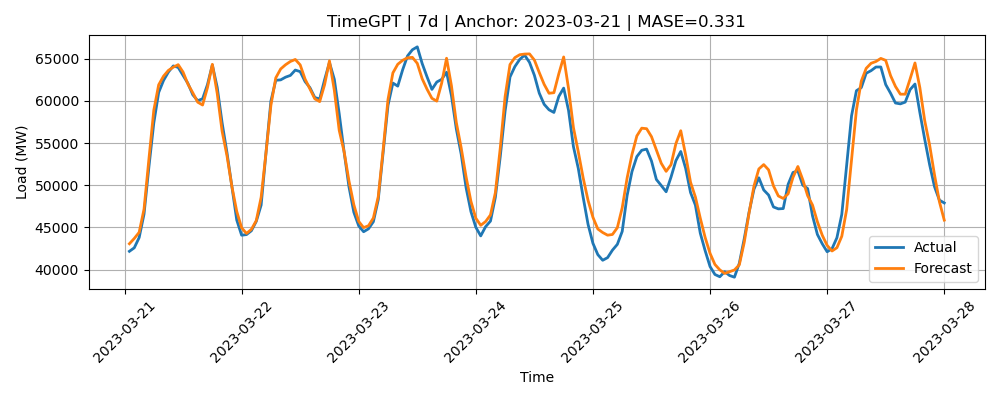 TimeGPT | 7d | Anchor: 2023-03-21 | MASE=0.331
Load (MW)
65000
60000
55000
50000
45000
40000
Actual
Forecast
2023-03-21
2023-03-22
2023-03-23
2023-03-24
2023-03-25
2023-03-26
2023-03-27
2023-03-28
Time